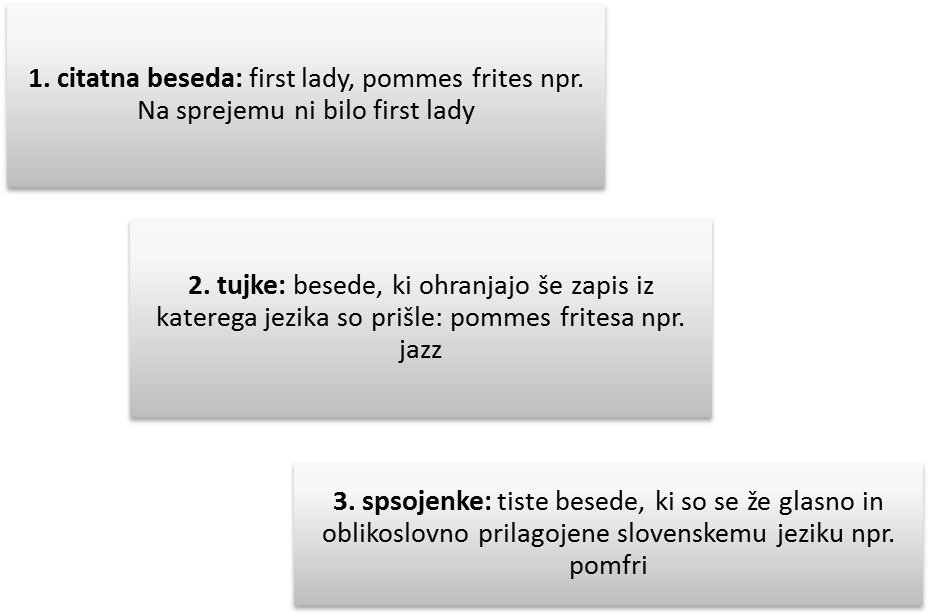 1. citatna beseda: first lady, pommes frites npr.
Na sprejemu ni bilo first lady
2. tujke: besede, ki ohranjajo še zapis iz
katerega jezika so prišle: pommes fritesa npr.
jazz
3. spsojenke: tiste besede, ki so se že glasno in
oblikoslovno prilagojene slovenskemu jeziku npr.
pomfri